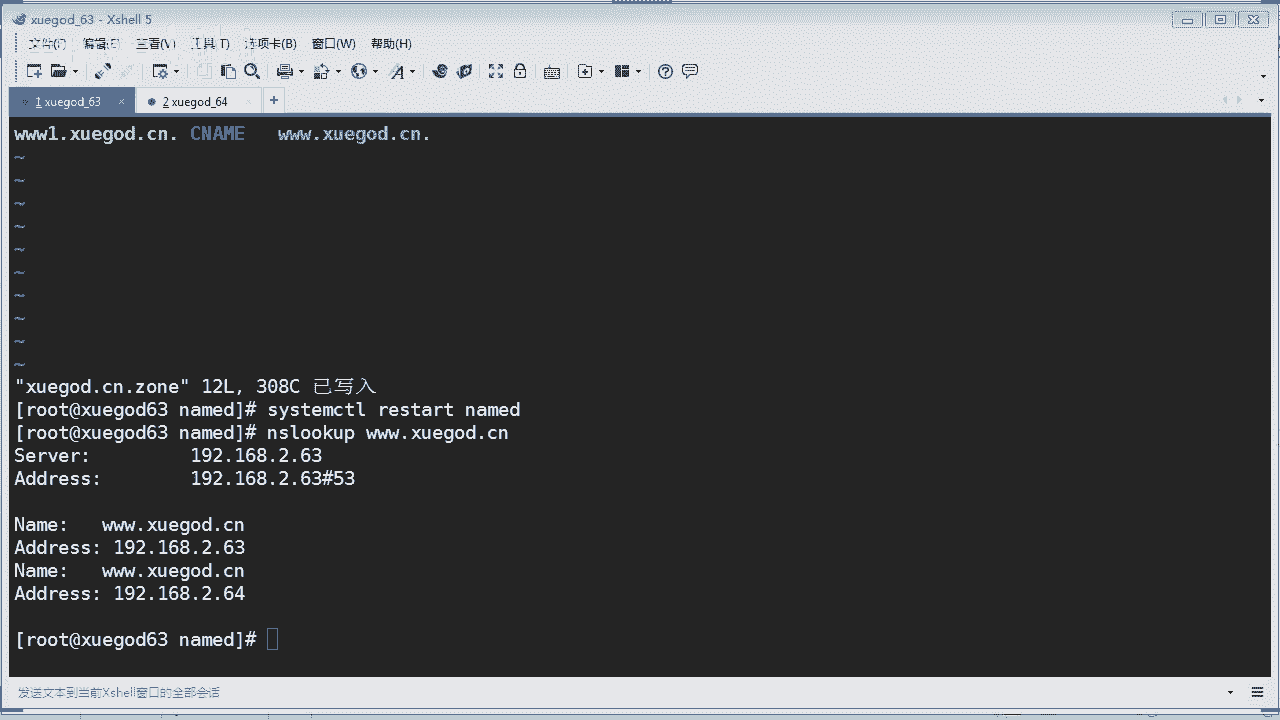 xuegod_63 - Xshell 5
文件(F) 编辑(E) 查看(V) 工具(T) 选项卡(B) 窗口(W) 帮助(H)
1 xuegod_63 × 2 xuegod_64 +
www1.xuegod.cn. CNAME www.xuegod.cn.
~
~
~
~
~
~
~
~
~
~
"xuegod.cn.zone" 12L, 308C 已写入
[root@xuegod63 named]# systemctl restart named
[root@xuegod63 named]# nslookup www.xuegod.cn
Server: 192.168.2.63
Address: 192.168.2.63#53
Name: www.xuegod.cn
Address: 192.168.2.63
Name: www.xuegod.cn
Address: 192.168.2.64
[root@xuegod63 named]#
发送文本到当前Xshell窗口的全部会话